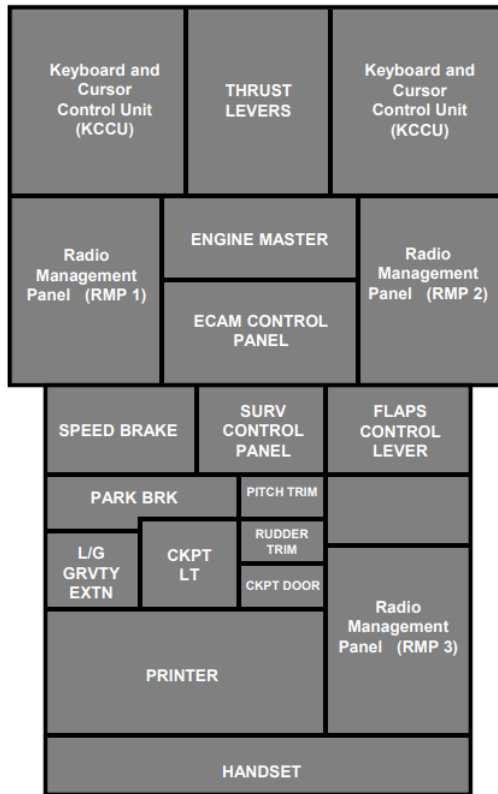 Keyboard and
Cursor
Control Unit
(KCCU)
THRUST
LEVERS
Keyboard and
Cursor
Control Unit
(KCCU)
Radio
Management
Panel (RMP 1)
ENGINE MASTER
Radio
Management
Panel (RMP 2)
ECAM CONTROL
PANEL
SPEED BRAKE
SURV
CONTROL
PANEL
FLAPS
CONTROL
LEVER
PARK BRK
PITCH TRIM
L/G
GRVTY
EXTN
CKPT
LT
RUDDER
TRIM
CKPT DOOR
Radio
Management
Panel (RMP 3)
PRINTER
HANDSET